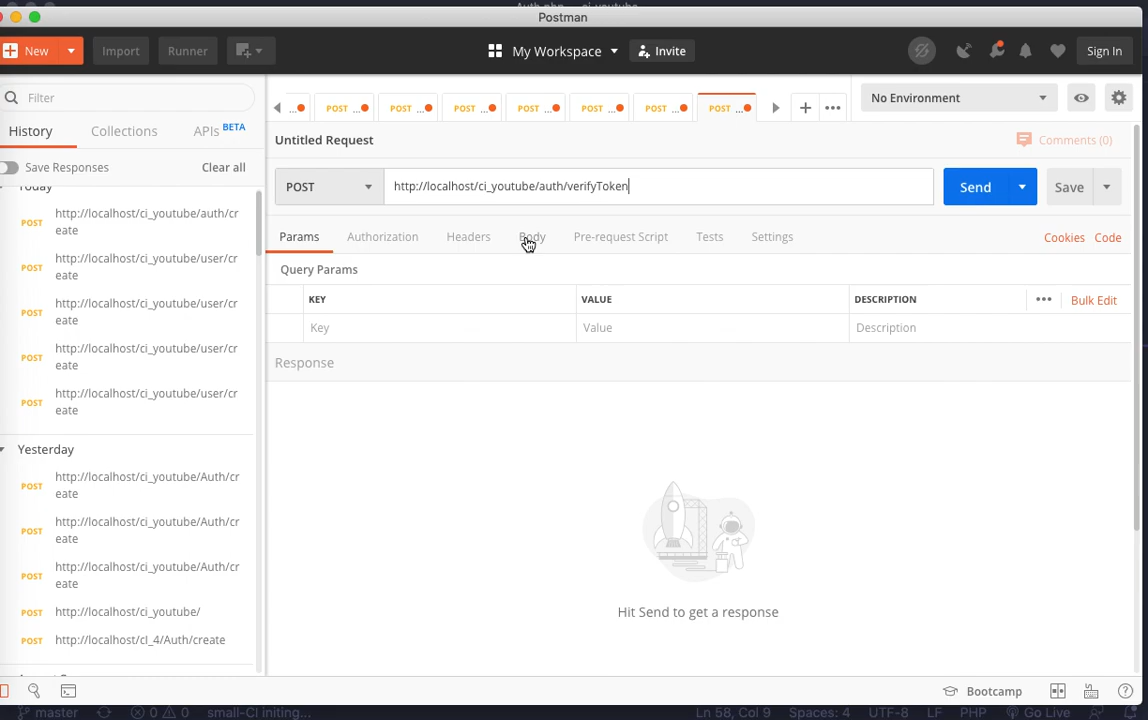 Postman
New
Import
Runner
My Workspace
Invite
Sign In
Filter
History
Collections
APIs BETA
Save Responses
Clear all
Today
POST http://localhost/ci_youtube/auth/cr
eate
POST http://localhost/ci_youtube/user/cr
eate
POST http://localhost/ci_youtube/user/cr
eate
POST http://localhost/ci_youtube/user/cr
eate
POST http://localhost/ci_youtube/user/cr
eate
Yesterday
POST http://localhost/ci_youtube/Auth/cr
eate
POST http://localhost/ci_youtube/Auth/cr
eate
POST http://localhost/ci_youtube/Auth/cr
eate
POST http://localhost/ci_youtube/
POST http://localhost/cI_4/Auth/create
... POST ... POST ... POST ... POST ... POST ... POST ... POST ...
No Environment
Untitled Request
Comments (0)
POST
http://localhost/ci_youtube/auth/verifyToken
Send
Save
Params Authorization Headers Body Pre-request Script Tests Settings
Cookies Code
Query Params
KEY VALUE DESCRIPTION ••• Bulk Edit
Key Value Description
Response
Hit Send to get a response
Bootcamp
master 0 0 small-CI initing... Ln 58, Col 9 Spaces: 4 UTF-8 LF PHP Go Live